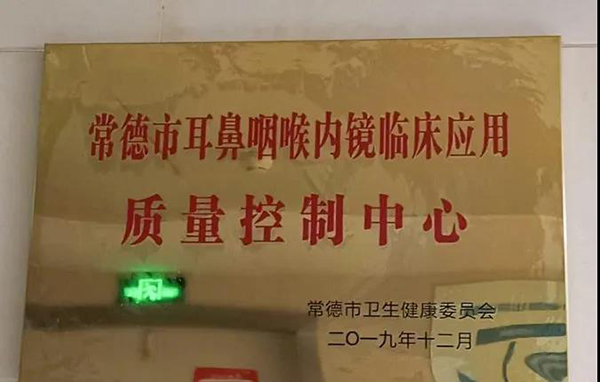 常德市耳鼻咽喉内镜临床应用
质量控制中心
常德市卫生健康委员会
二〇一九年十二月